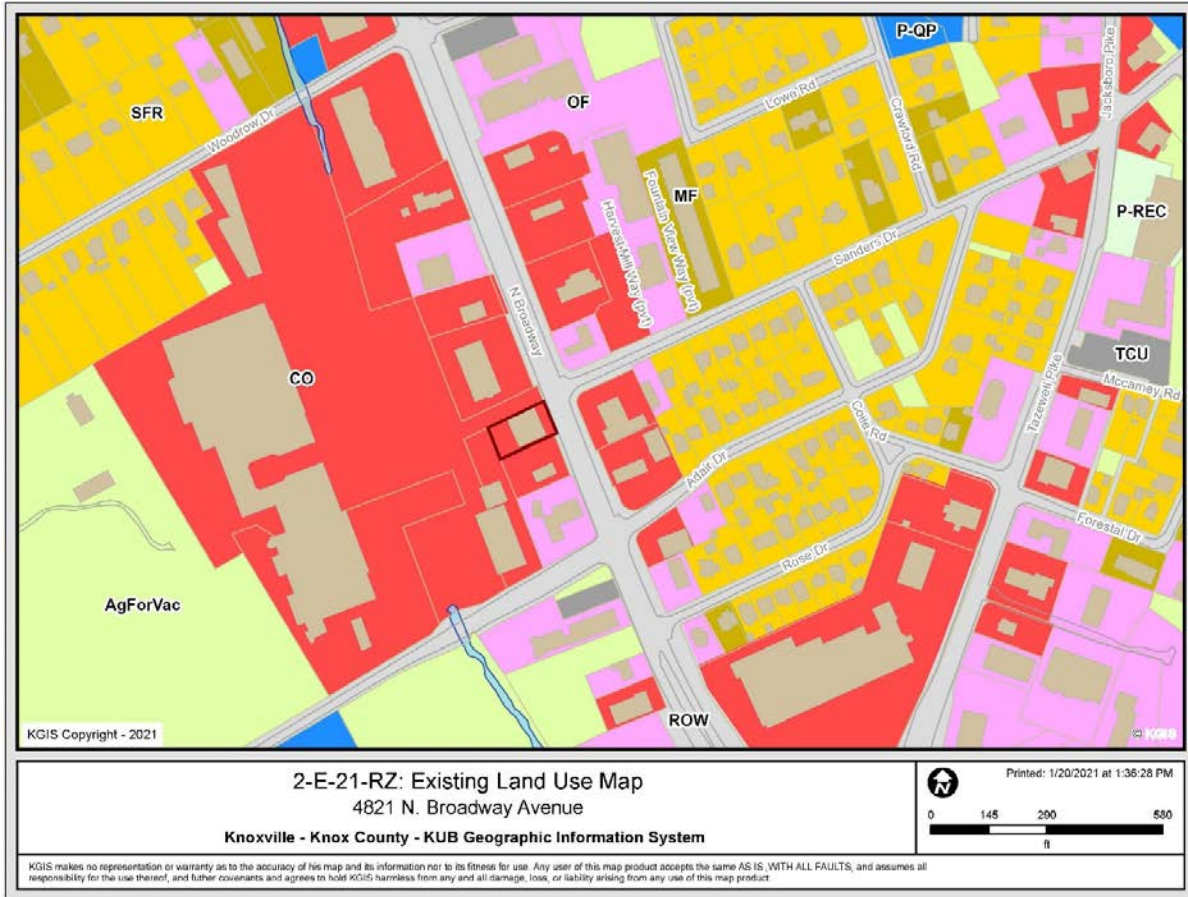 P-QP
Jacksboro Pike
SFR
Woodrow Dr
OF
Lowe Rd
Crawford Rd
MF
Fountain View Way (pvt)
Harvest Mill Way (pvt)
P-REC
Sanders Dr
N Broadway
TCU
Mccamey Rd
CO
Tazewell Pike
Coile Rd
Adair Dr
Forestal Dr
Rose Dr
AgForVac
ROW
KGIS Copyright - 2021
© KGIS
2-E-21-RZ: Existing Land Use Map
4821 N. Broadway Avenue
Knoxville - Knox County - KUB Geographic Information System
N
Printed: 1/20/2021 at 1:36:28 PM
0 145 290 580
ft
KGIS makes no representation or warranty as to the accuracy of his map and its information nor to its fitness for use. Any user of this map product accepts the same AS IS ,WITH ALL FAULTS, and assumes all
responsibility for the use thereof, and futher covenants and agrees to hold KGIS harmless from any and all damage, loss, or liability arising from any use of this map product.